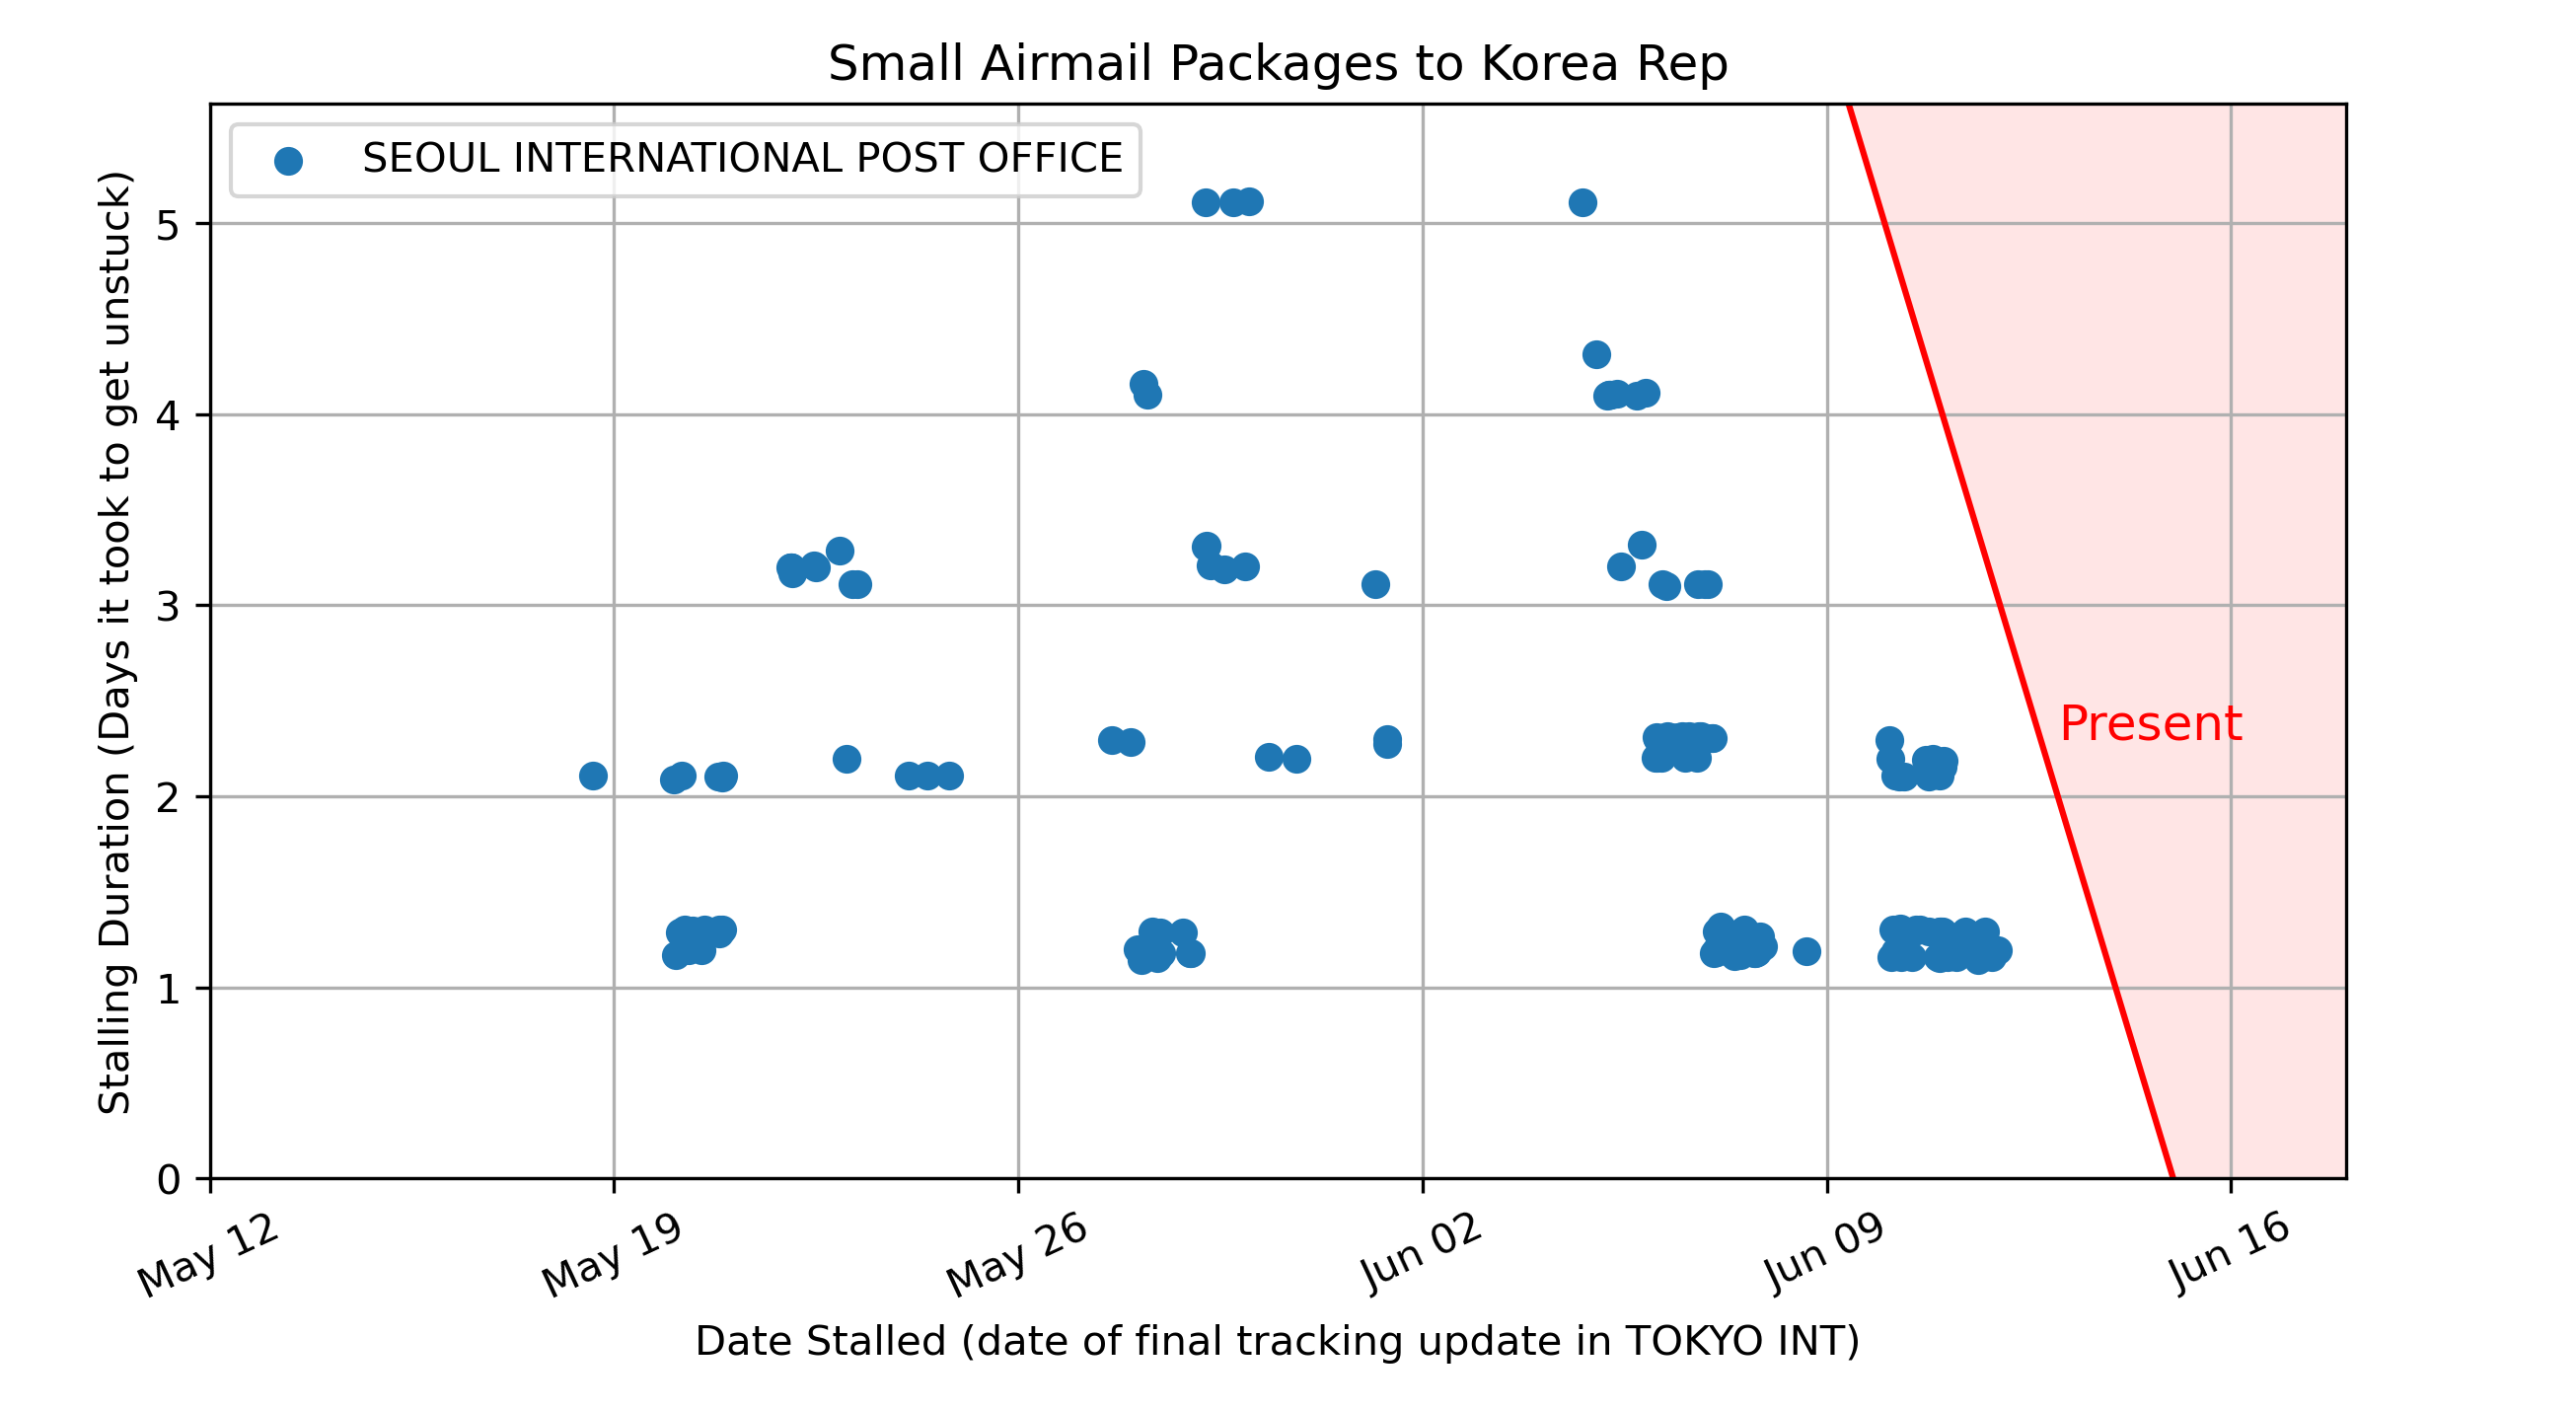 Small Airmail Packages to Korea Rep
SEOUL INTERNATIONAL POST OFFICE
Stalling Duration (Days it took to get unstuck)
5
4
3
2
1
0
Present
May 12
May 19
May 26
Jun 02
Jun 09
Jun 16
Date Stalled (date of final tracking update in TOKYO INT)